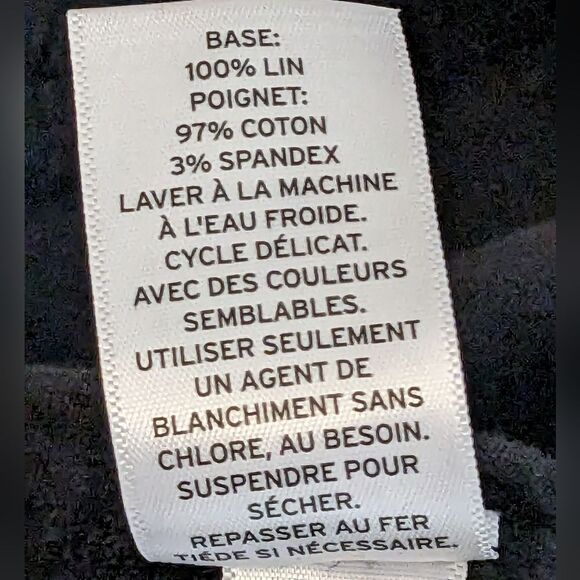 BASE:
100% LIN
POIGNET:
97% COTON
3% SPANDEX
LAVER À LA MACHINE
À L'EAU FROIDE.
CYCLE DÉLICAT.
AVEC DES COULEURS
SEMBLABLES.
UTILISER SEULEMENT
UN AGENT DE
BLANCHIMENT SANS
CHLORE, AU BESOIN.
SUSPENDRE POUR
SÉCHER.
REPASSER AU FER
TIÉDE SI NÉCESSAIRE.